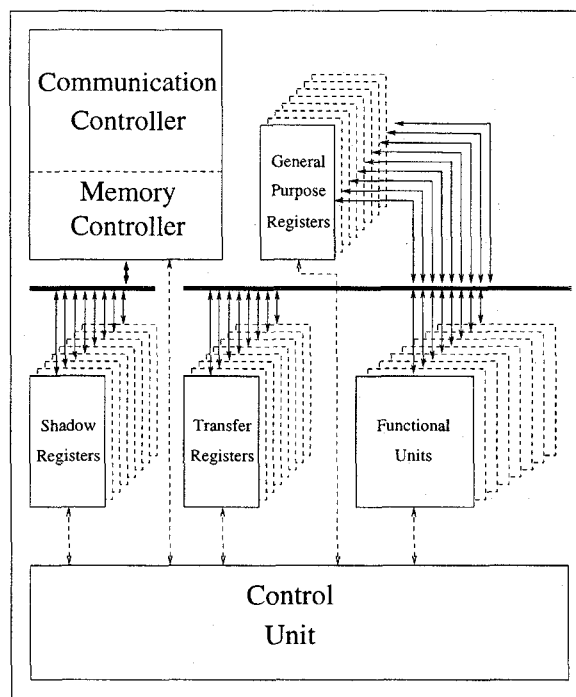 Communication
Controller
Memory
Controller
General
Purpose
Registers
Shadow
Registers
Transfer
Registers
Functional
Units
Control
Unit